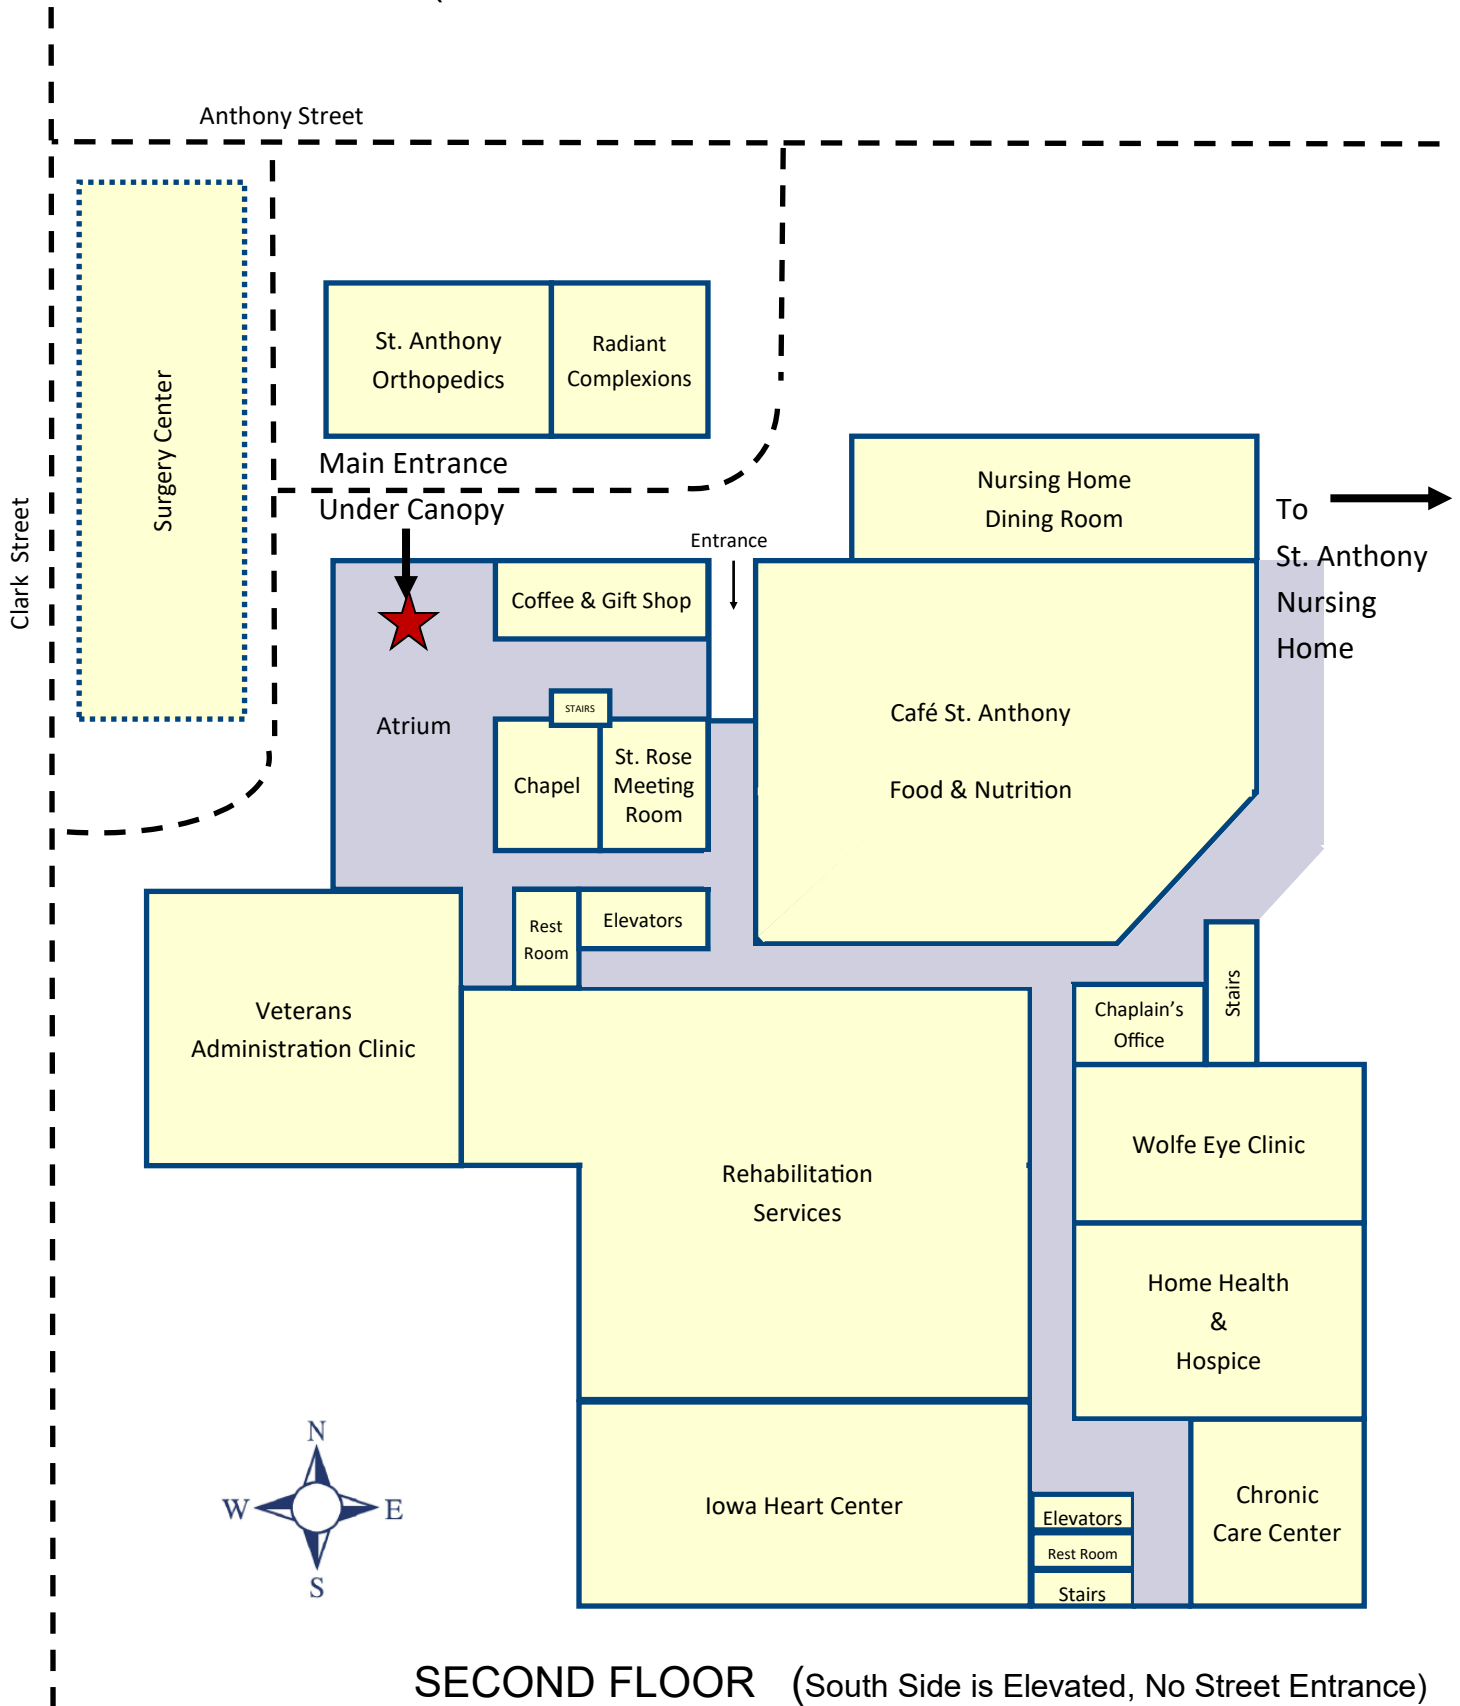 Anthony Street
St. Anthony
Orthopedics
Radiant
Complexions
Surgery Center
Clark Street
Main Entrance
Under Canopy
Nursing Home
Dining Room
To
St. Anthony
Nursing
Home
Entrance
Coffee & Gift Shop
STAIRS
Atrium
Chapel
St. Rose
Meeting
Room
Café St. Anthony
Food & Nutrition
Rest
Room
Elevators
Veterans
Administration Clinic
Chaplain’s
Office
Stairs
Wolfe Eye Clinic
Rehabilitation
Services
Home Health
&
Hospice
N
W
E
S
Iowa Heart Center
Elevators
Rest Room
Stairs
Chronic
Care Center
SECOND FLOOR (South Side is Elevated, No Street Entrance)